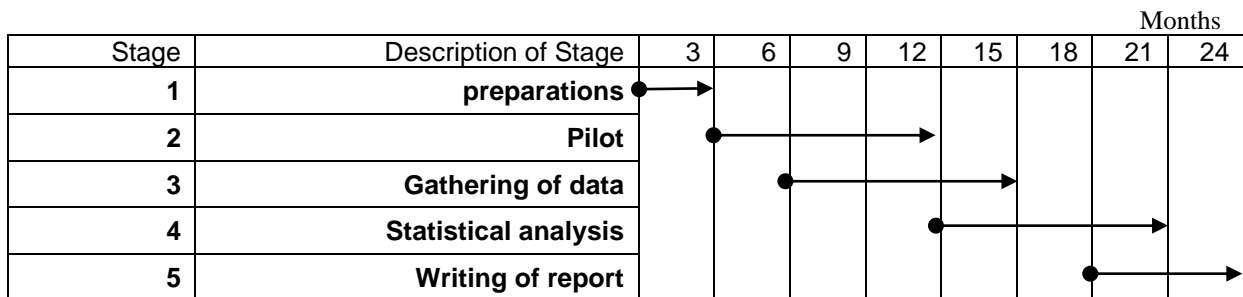 Months
Stage Description of Stage 3 6 9 12 15 18 21 24
1 preparations
2 Pilot
3 Gathering of data
4 Statistical analysis
5 Writing of report